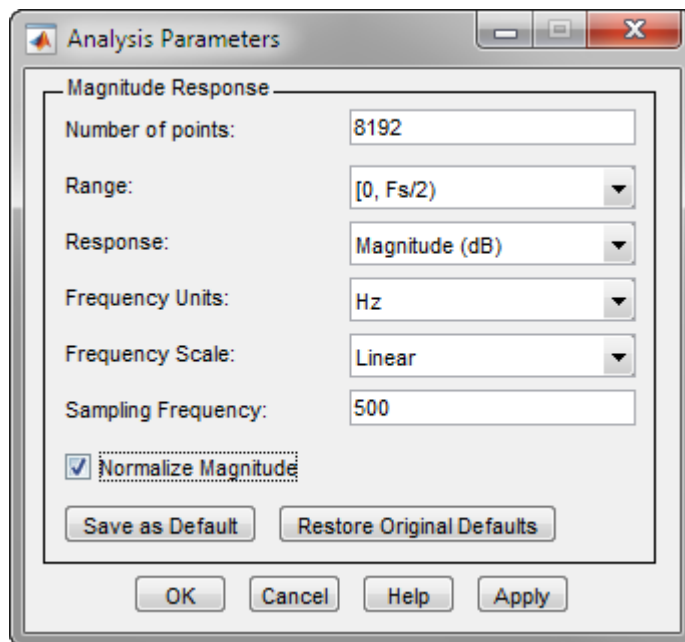 Analysis Parameters
Magnitude Response
Number of points: 8192
Range: [0, Fs/2)
Response: Magnitude (dB)
Frequency Units: Hz
Frequency Scale: Linear
Sampling Frequency: 500
Normalize Magnitude
Save as Default Restore Original Defaults
OK Cancel Help Apply